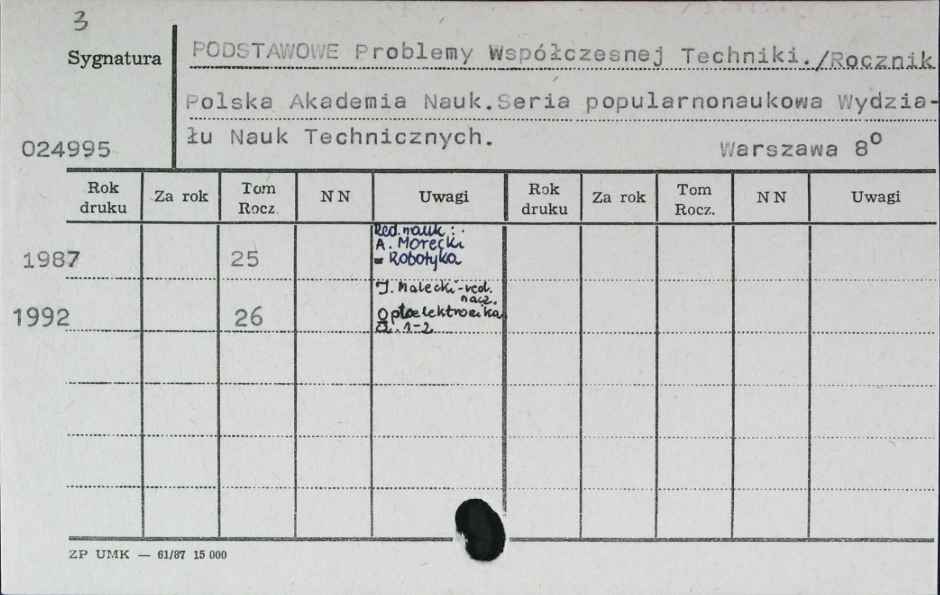 3
Sygnatura
PODSTAWOWE Problemy Współczesnej Techniki./Rocznik
Polska Akademia Nauk.Seria popularnonaukowa Wydzia-
łu Nauk Technicznych.
024995
Warszawa 8°
Rok druku Za rok Tom Rocz. NN Uwagi Rok druku Za rok Tom Rocz. NN Uwagi
1987 25
Red. nauk:
A. Morecki
= Robotyka
1992 26
J. Malecki - red.
nacz.
Optoelektronika
1-2
ZP UMK — 61/87 15 000